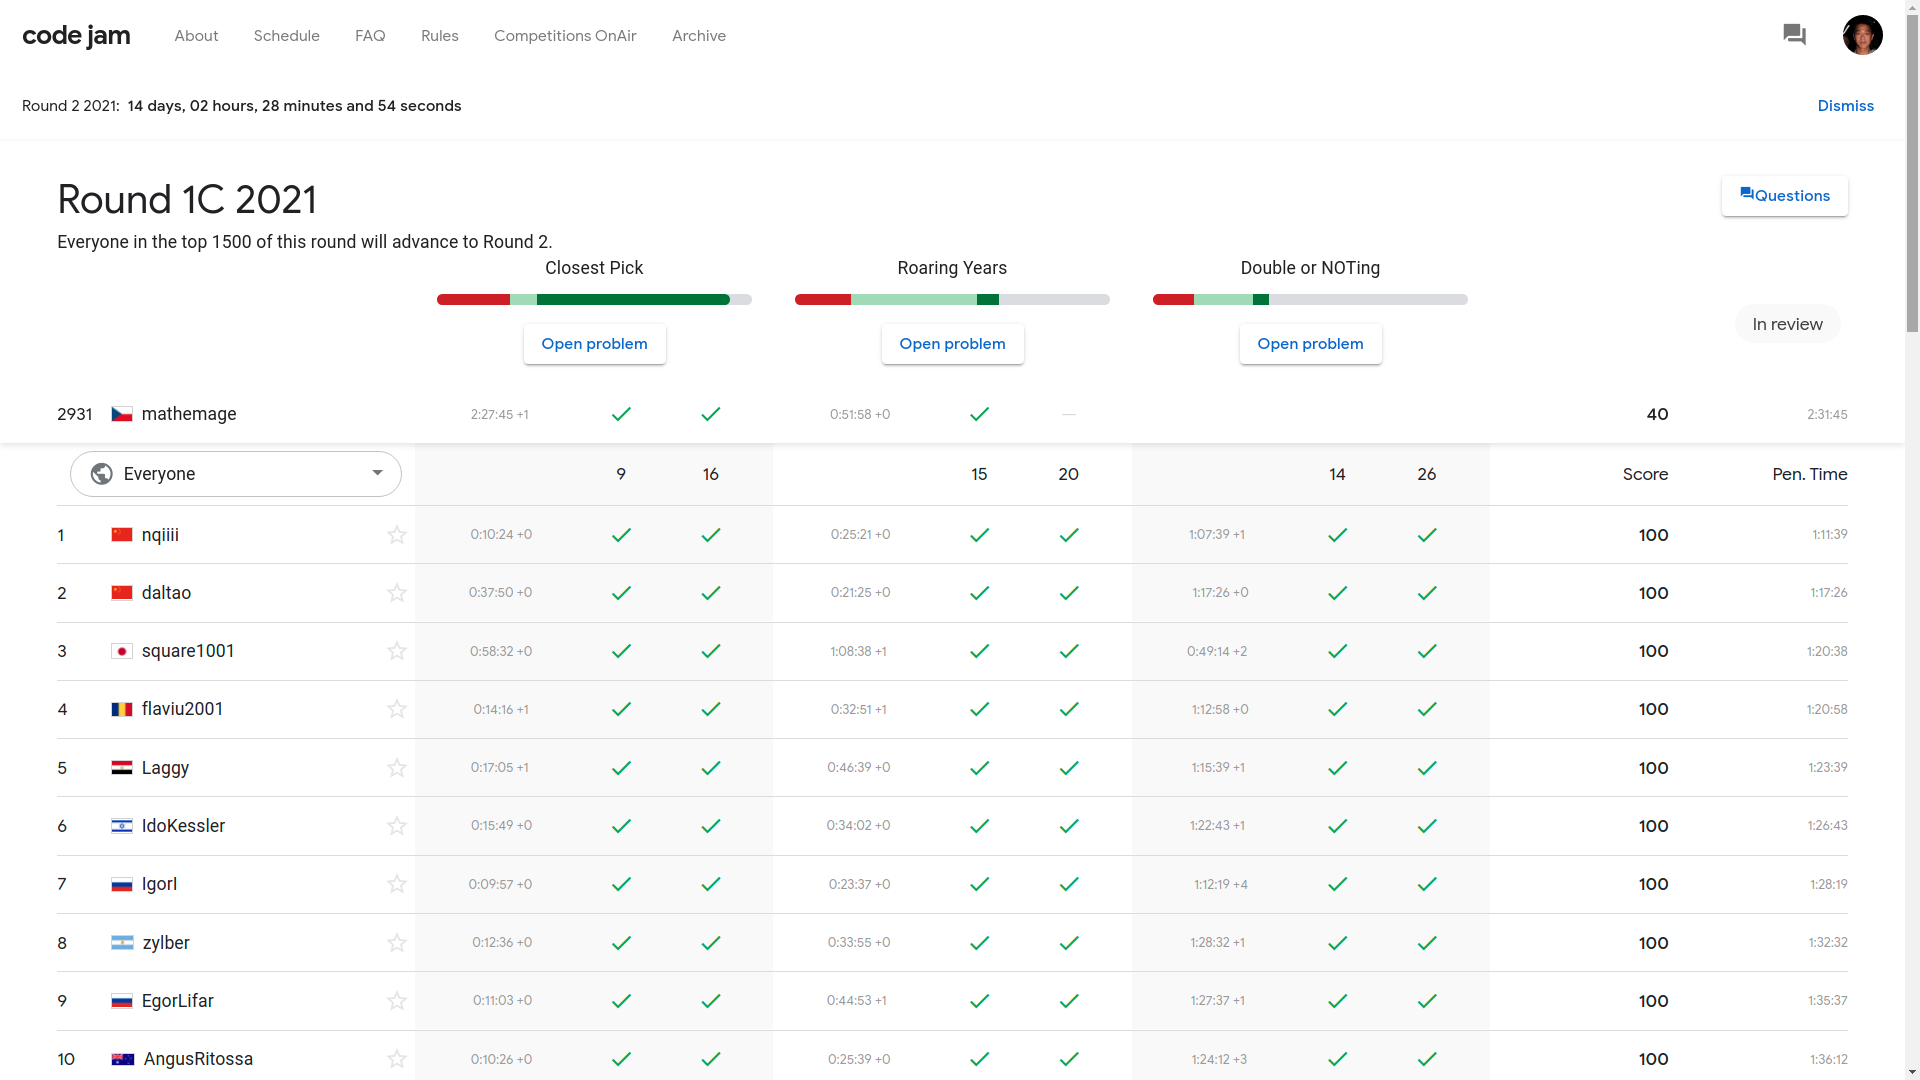 code jam About Schedule FAQ Rules Competitions OnAir Archive
Round 2 2021: 14 days, 02 hours, 28 minutes and 54 seconds Dismiss
Round 1C 2021 Questions
Everyone in the top 1500 of this round will advance to Round 2.
Closest Pick Roaring Years Double or NOTing
In review
Open problem Open problem Open problem
2931 mathemage 2:27:45 +1 0:51:58 +0 — 40 2:31:45
Everyone 9 16 15 20 14 26 Score Pen. Time
1 nqiiii 0:10:24 +0 0:25:21 +0 1:07:39 +1 100 1:11:39
2 daltao 0:37:50 +0 0:21:25 +0 1:17:26 +0 100 1:17:26
3 square1001 0:58:32 +0 1:08:38 +1 0:49:14 +2 100 1:20:38
4 flaviu2001 0:14:16 +1 0:32:51 +1 1:12:58 +0 100 1:20:58
5 Laggy 0:17:05 +1 0:46:39 +0 1:15:39 +1 100 1:23:39
6 IdoKessler 0:15:49 +0 0:34:02 +0 1:22:43 +1 100 1:26:43
7 IgorI 0:09:57 +0 0:23:37 +0 1:12:19 +4 100 1:28:19
8 zylber 0:12:36 +0 0:33:55 +0 1:28:32 +1 100 1:32:32
9 EgorLifar 0:11:03 +0 0:44:53 +1 1:27:37 +1 100 1:35:37
10 AngusRitossa 0:10:26 +0 0:25:39 +0 1:24:12 +3 100 1:36:12